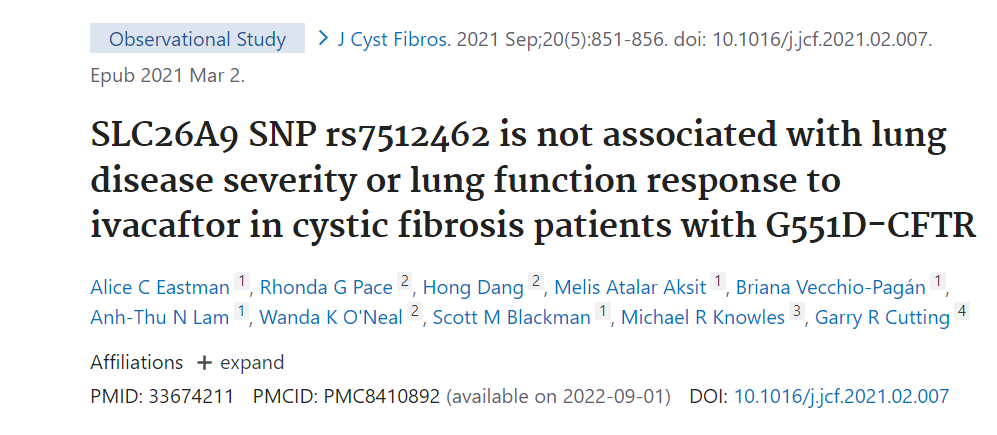 Observational Study > J Cyst Fibros. 2021 Sep;20(5):851-856. doi: 10.1016/j.jcf.2021.02.007.
Epub 2021 Mar 2.
SLC26A9 SNP rs7512462 is not associated with lung
disease severity or lung function response to
ivacaftor in cystic fibrosis patients with G551D-CFTR
Alice C Eastman 1, Rhonda G Pace 2, Hong Dang 2, Melis Atalar Aksit 1, Briana Vecchio-Pagán 1,
Anh-Thu N Lam 1, Wanda K O'Neal 2, Scott M Blackman 1, Michael R Knowles 3, Garry R Cutting 4
Affiliations + expand
PMID: 33674211 PMCID: PMC8410892 (available on 2022-09-01) DOI: 10.1016/j.jcf.2021.02.007